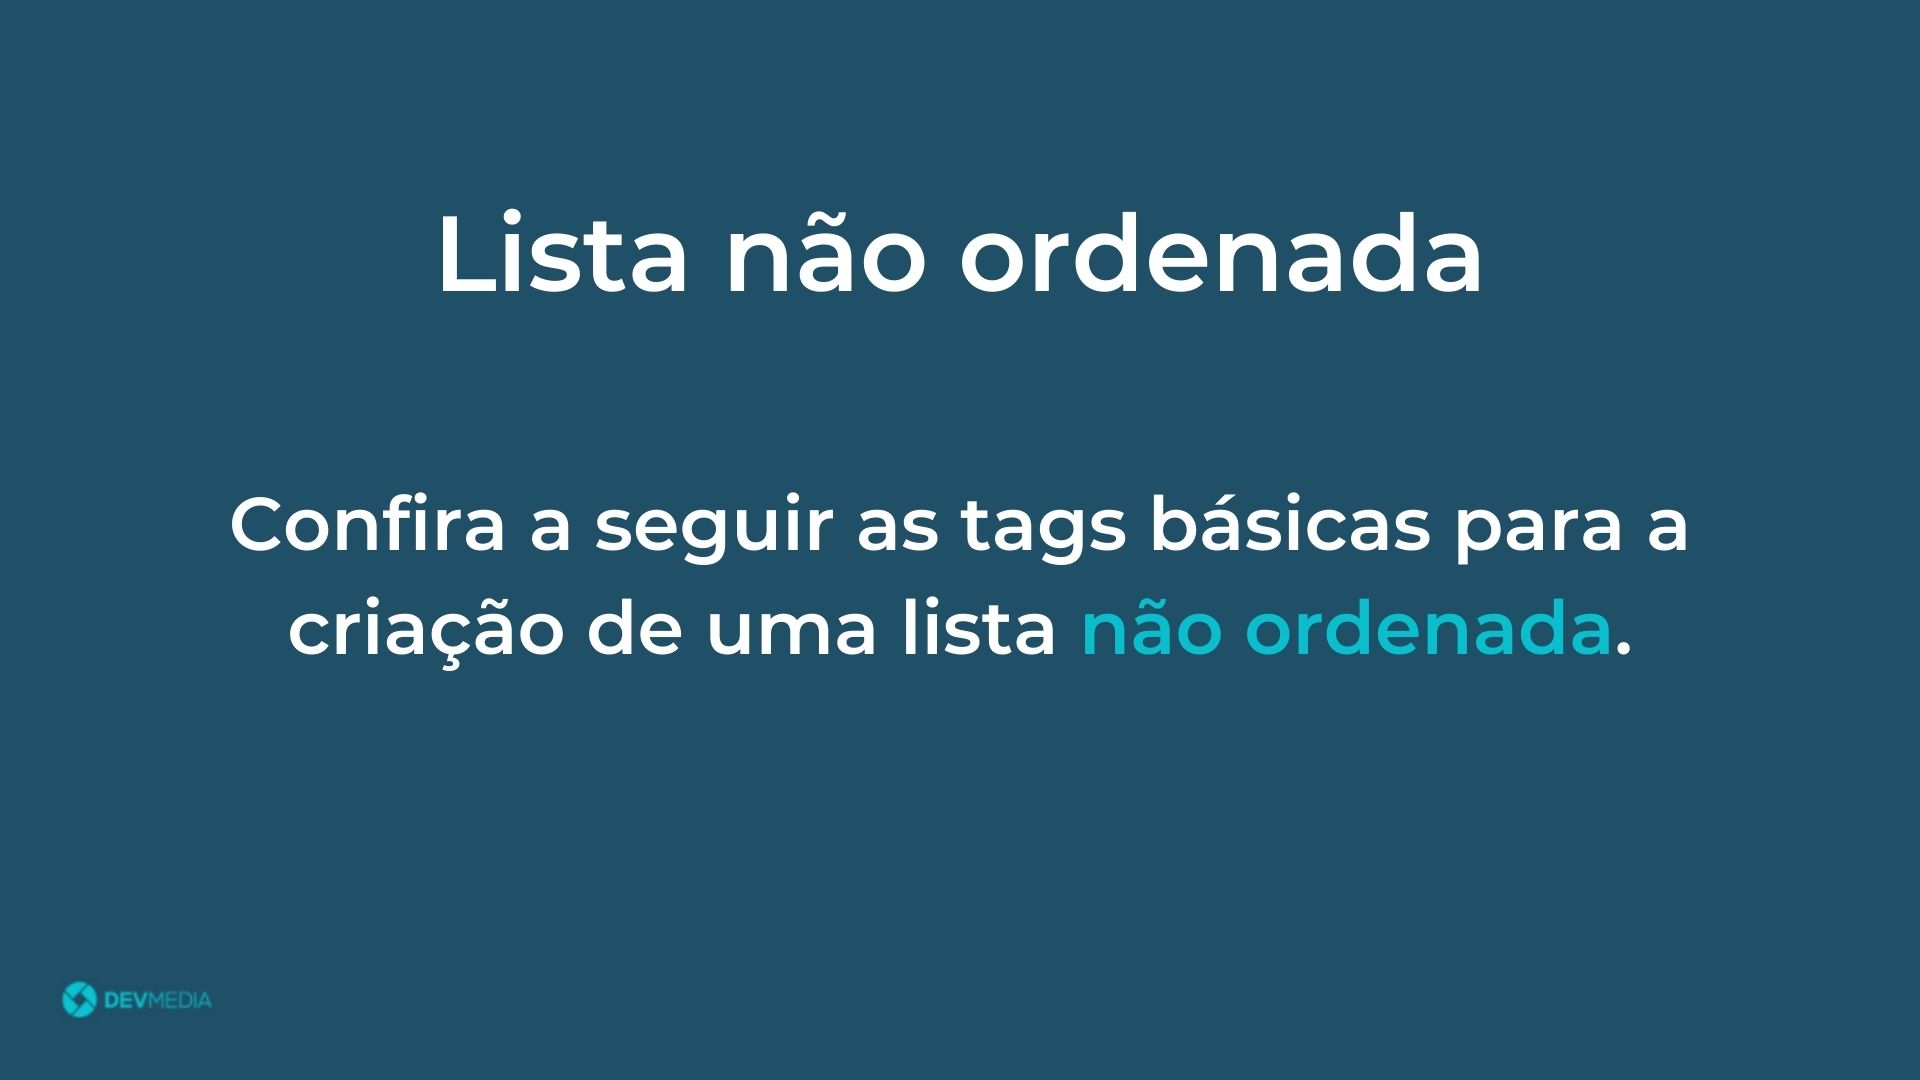 Lista não ordenada
Confira a seguir as tags básicas para a
criação de uma lista não ordenada.
DEVMEDIA